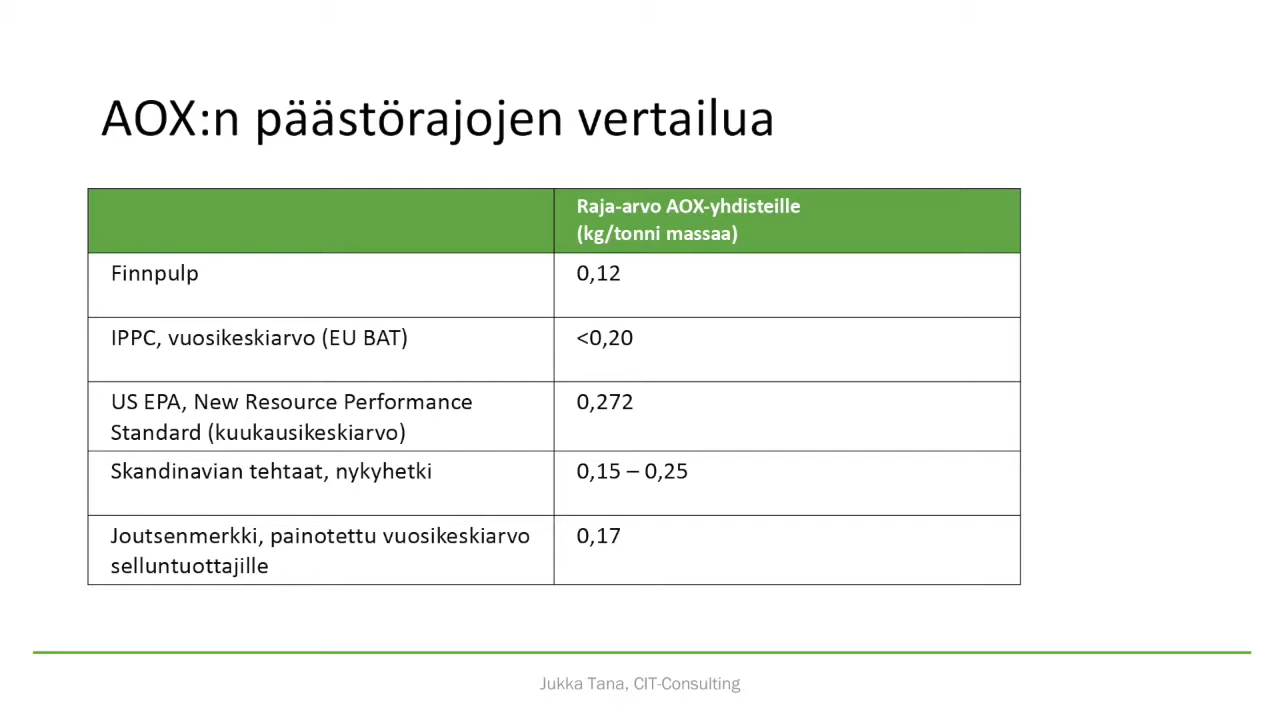 AOX:n päästörajojen vertailua
Raja-arvo AOX-yhdisteille
(kg/tonni massaa)
Finnpulp
0,12
IPPC, vuosikeskiarvo (EU BAT)
<0,20
US EPA, New Resource Performance
Standard (kuukausikeskiarvo)
0,272
Skandinavian tehtaat, nykyhetki
0,15 – 0,25
Joutsenmerkki, painotettu vuosikeskiarvo
selluntuottajille
0,17
Jukka Tana, CIT-Consulting